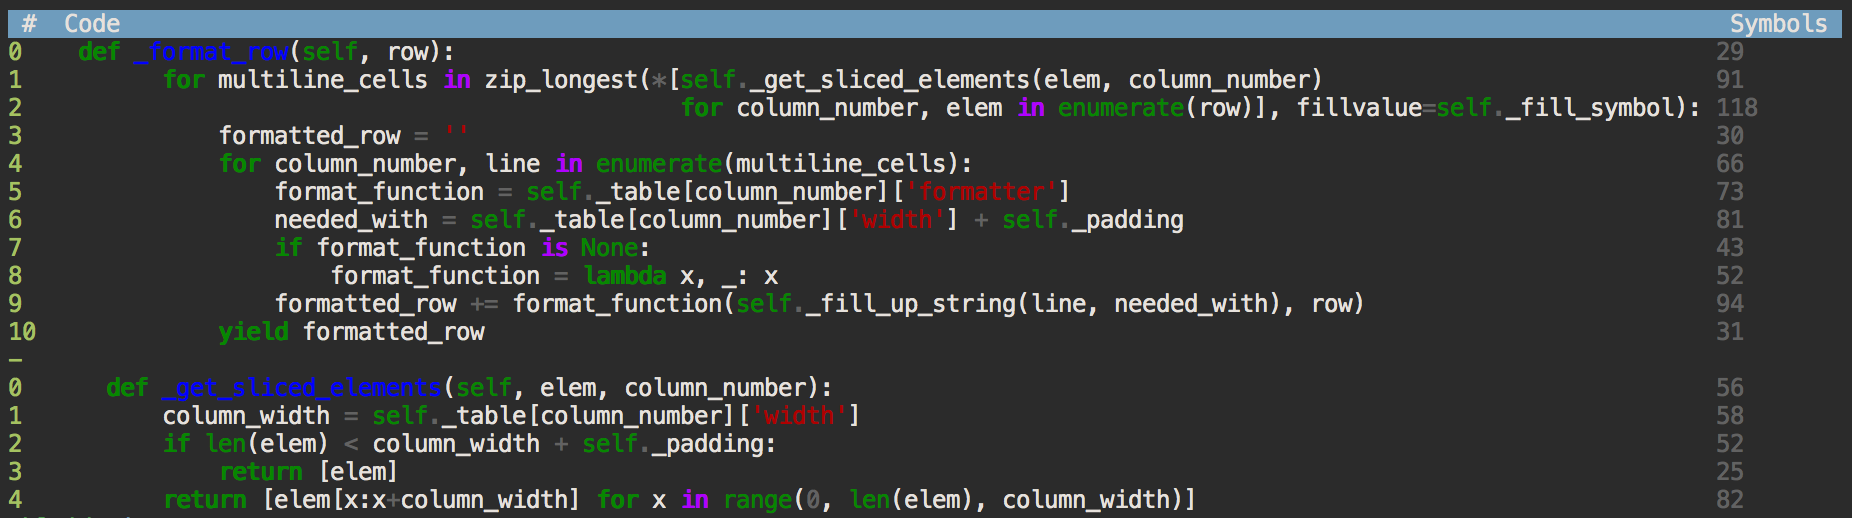 #  Code  Symbols
0    def _format_row(self, row):  29
1          for multiline_cells in zip_longest(*[self._get_sliced_elements(elem, column_number)  91
2                                               for column_number, elem in enumerate(row)], fillvalue=self._fill_symbol):  118
3              formatted_row = ''  30
4              for column_number, line in enumerate(multiline_cells):  66
5                  format_function = self._table[column_number]['formatter']  73
6                  needed_with = self._table[column_number]['width'] + self._padding  81
7                  if format_function is None:  43
8                      format_function = lambda x, _: x  52
9                  formatted_row += format_function(self._fill_up_string(line, needed_with), row)  94
10             yield formatted_row  31
–
0      def _get_sliced_elements(self, elem, column_number):  56
1          column_width = self._table[column_number]['width']  58
2          if len(elem) < column_width + self._padding:  52
3              return [elem]  25
4          return [elem[x:x+column_width] for x in range(0, len(elem), column_width)]  82